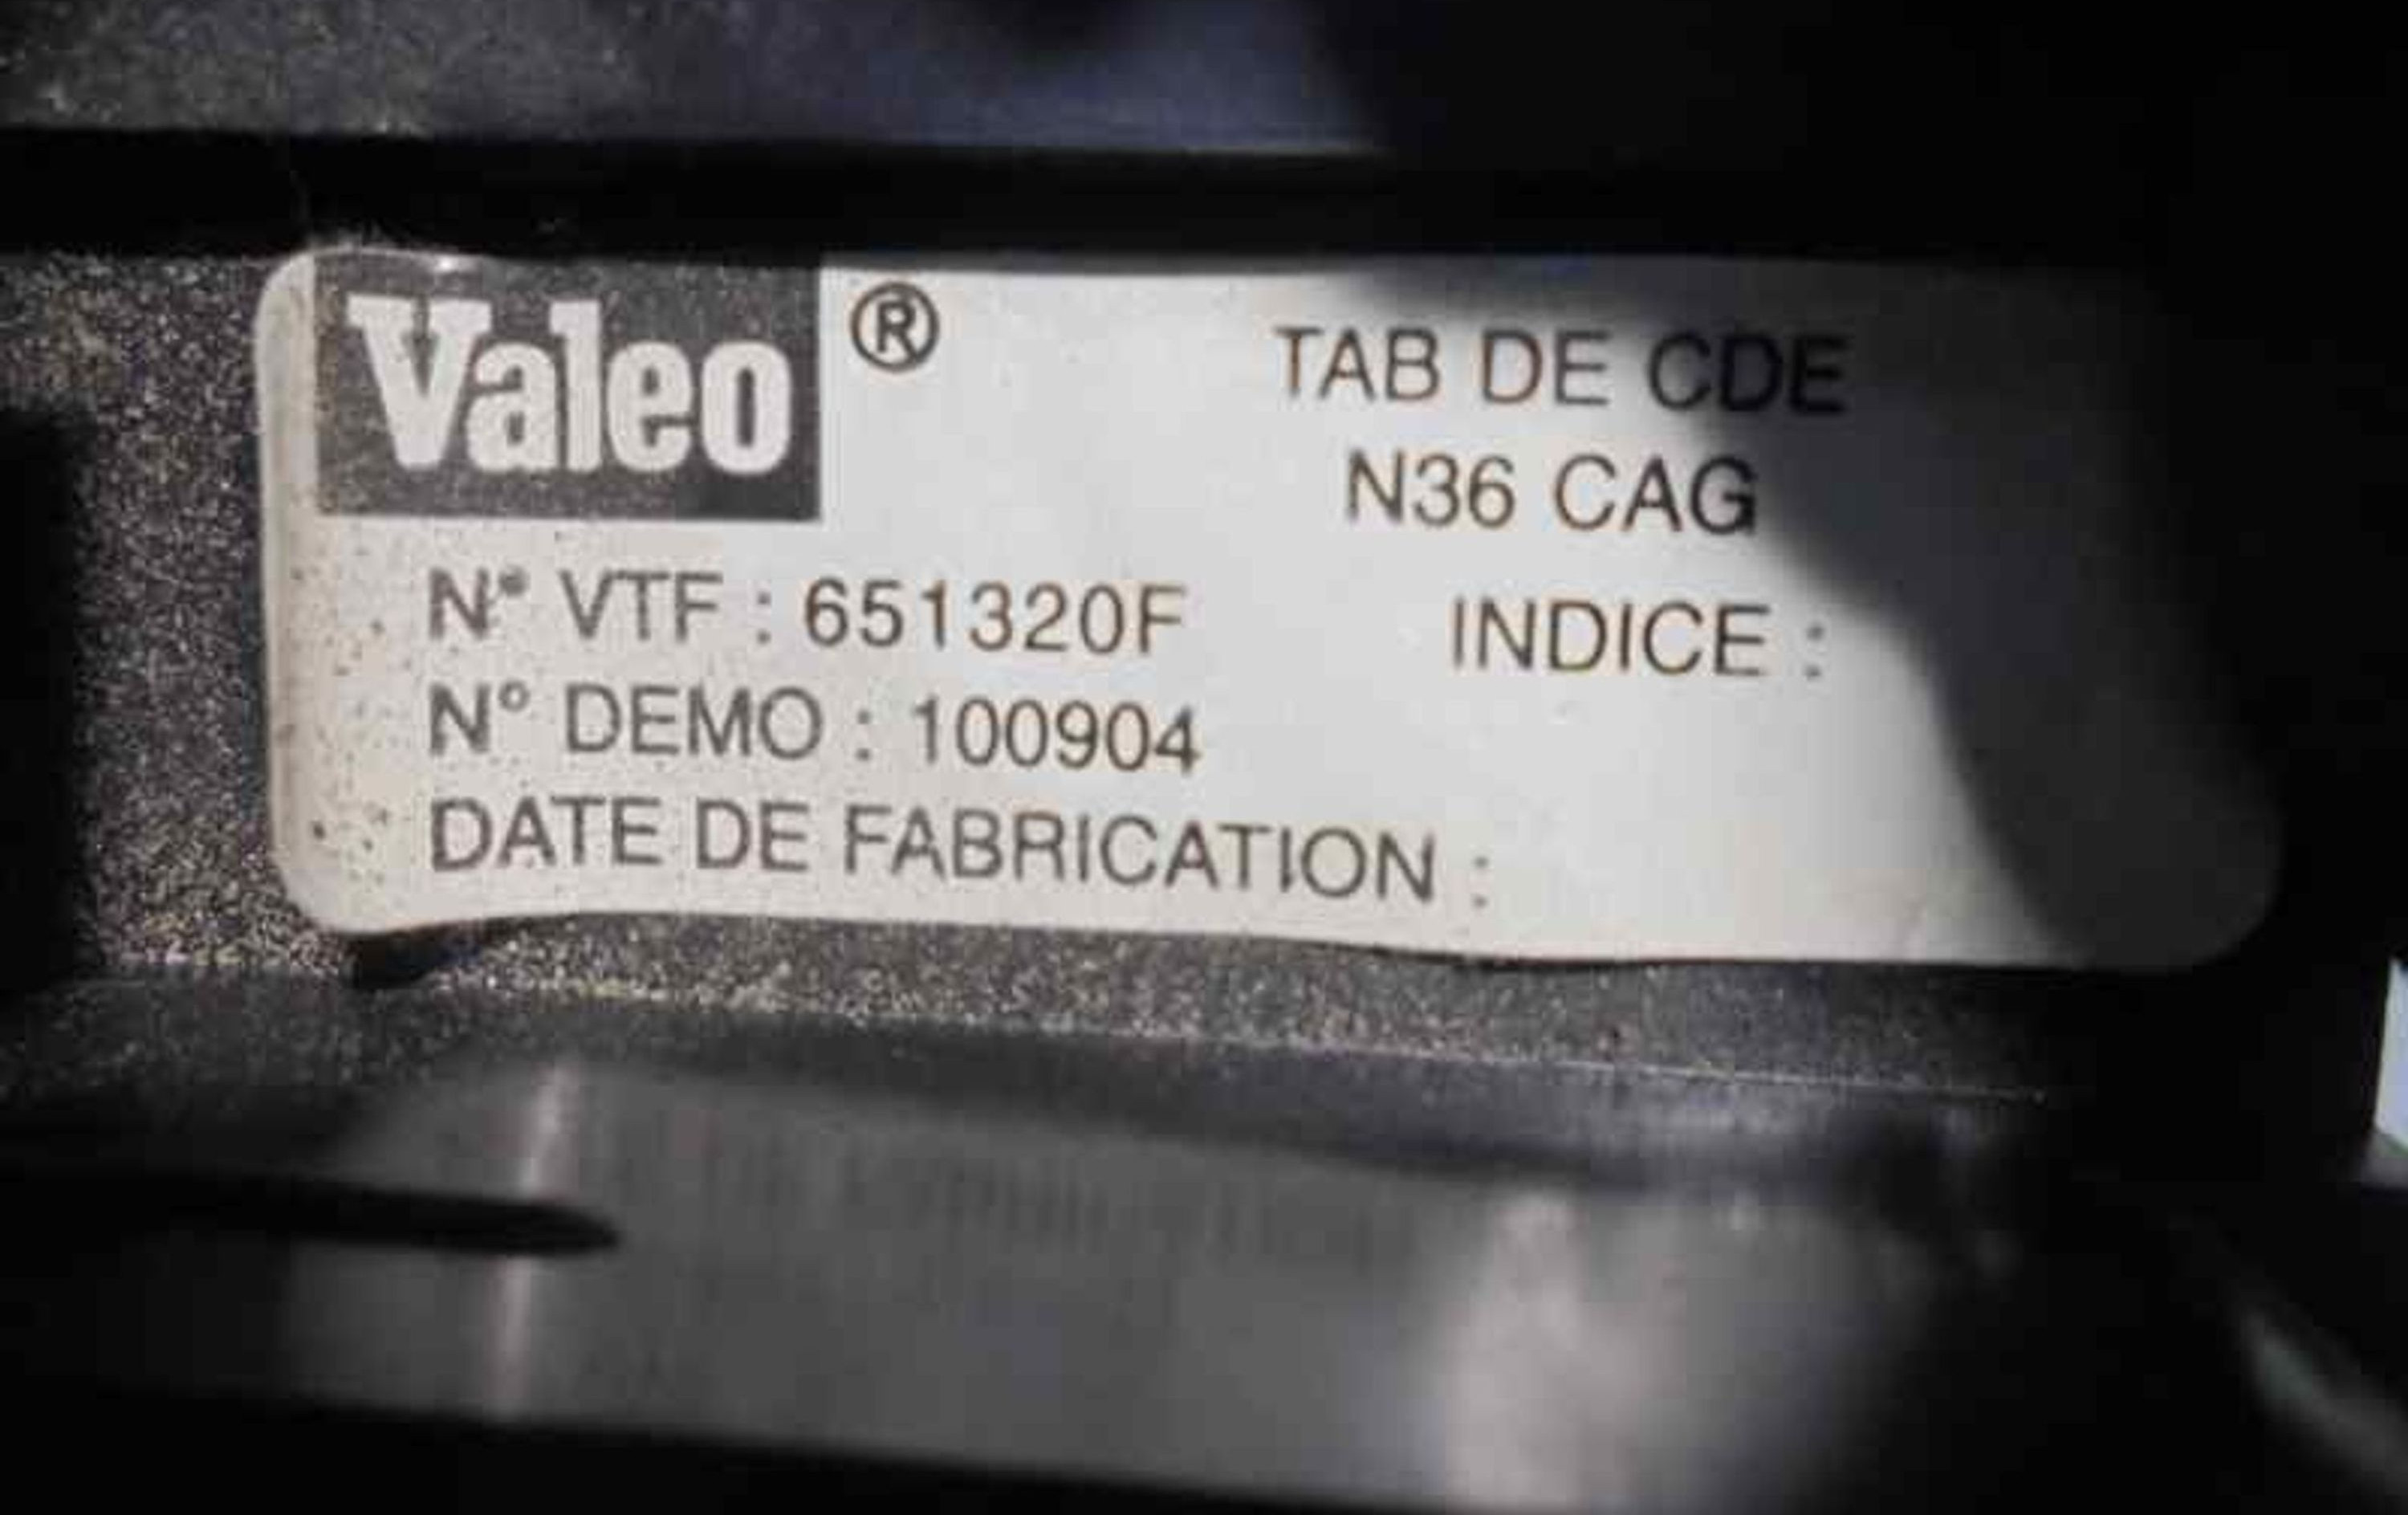 Valeo ®
TAB DE CDE
N36 CAG
N° VTF : 651320F
INDICE :
N° DEMO : 100904
DATE DE FABRICATION :